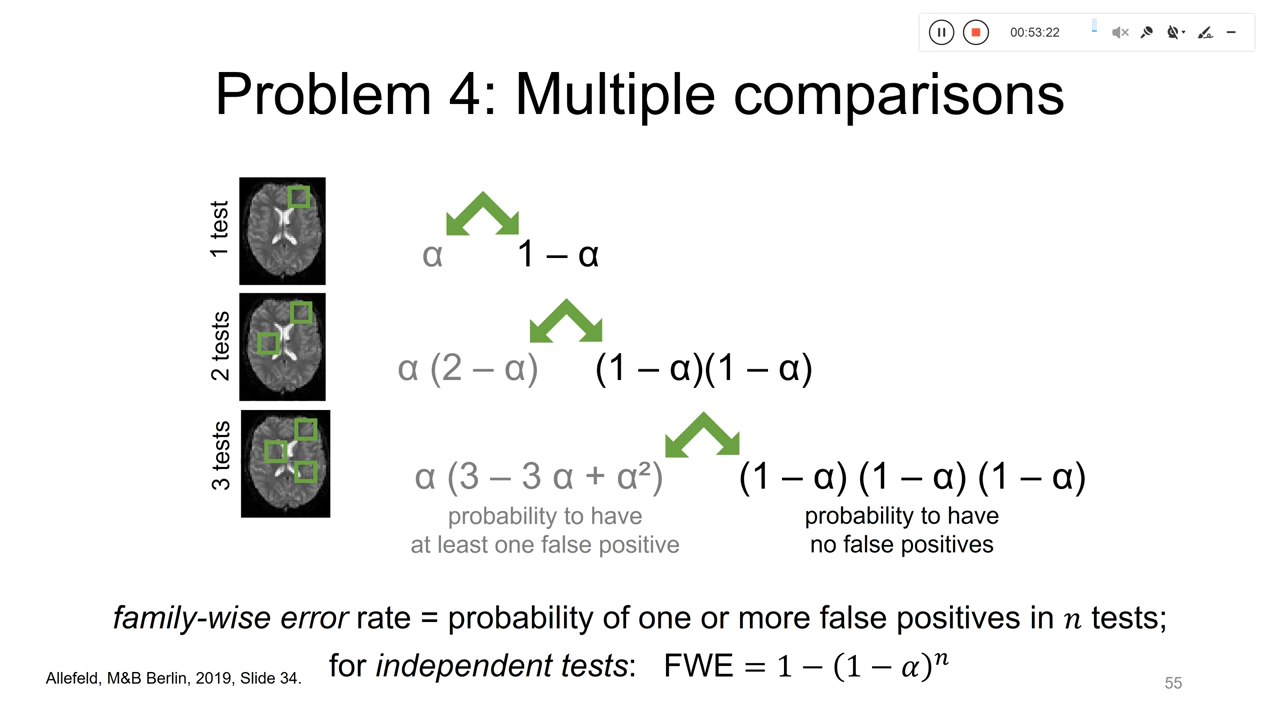 00:53:22
Problem 4: Multiple comparisons
1 test
α 1 – α
2 tests
α (2 – α) (1 – α)(1 – α)
3 tests
α (3 – 3 α + α²) (1 – α) (1 – α) (1 – α)
probability to have
at least one false positive
probability to have
no false positives
family-wise error rate = probability of one or more false positives in n tests;
for independent tests: FWE = 1 − (1 − α)ⁿ
Allefeld, M&B Berlin, 2019, Slide 34.
55